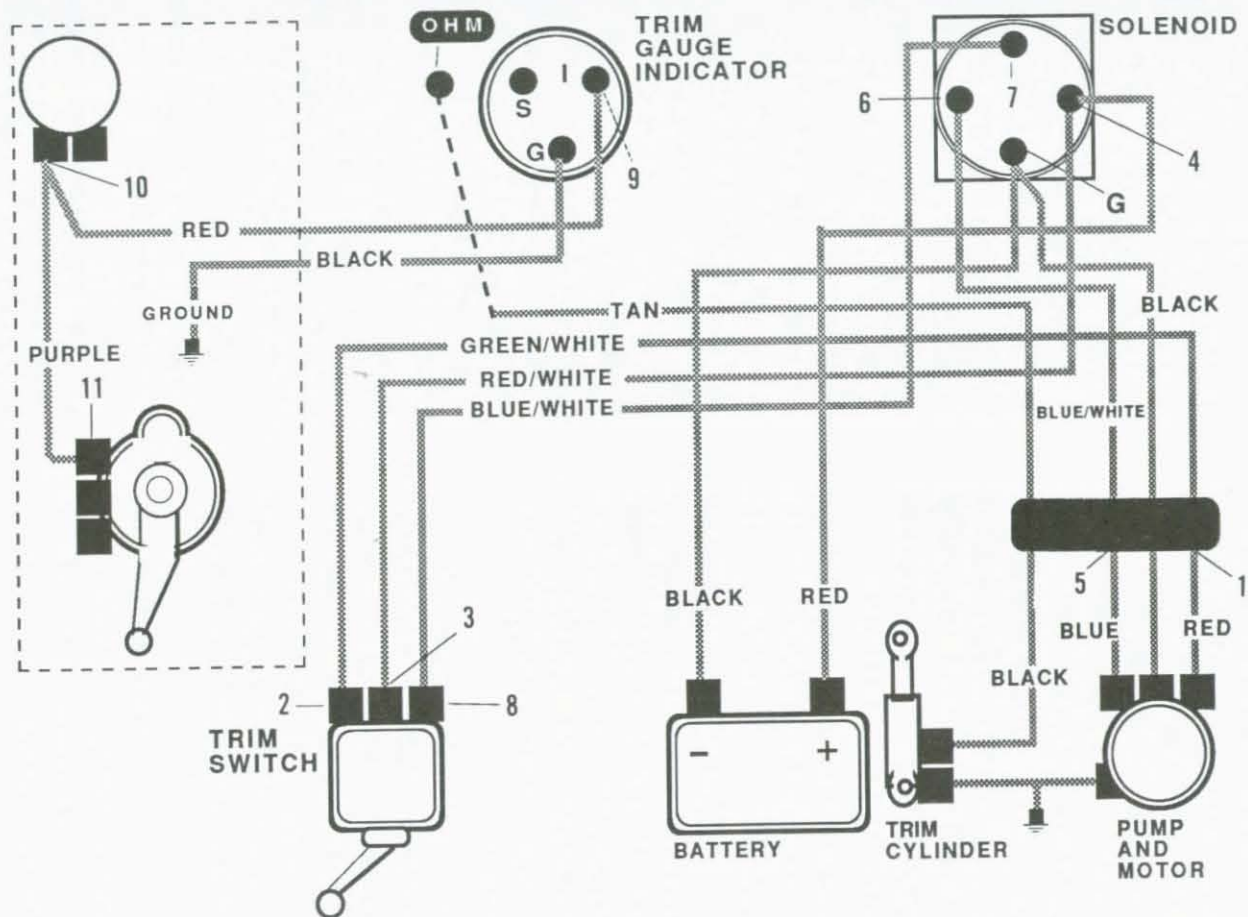 OHM
TRIM
GAUGE
INDICATOR
SOLENOID
S
I
G
9
6
7
4
G
10
RED
BLACK
GROUND
TAN
BLACK
PURPLE
GREEN/WHITE
RED/WHITE
BLUE/WHITE
11
BLUE/WHITE
5
1
BLACK
RED
BLUE
RED
3
BLACK
2
8
TRIM
SWITCH
-
+
BATTERY
TRIM
CYLINDER
PUMP
AND
MOTOR